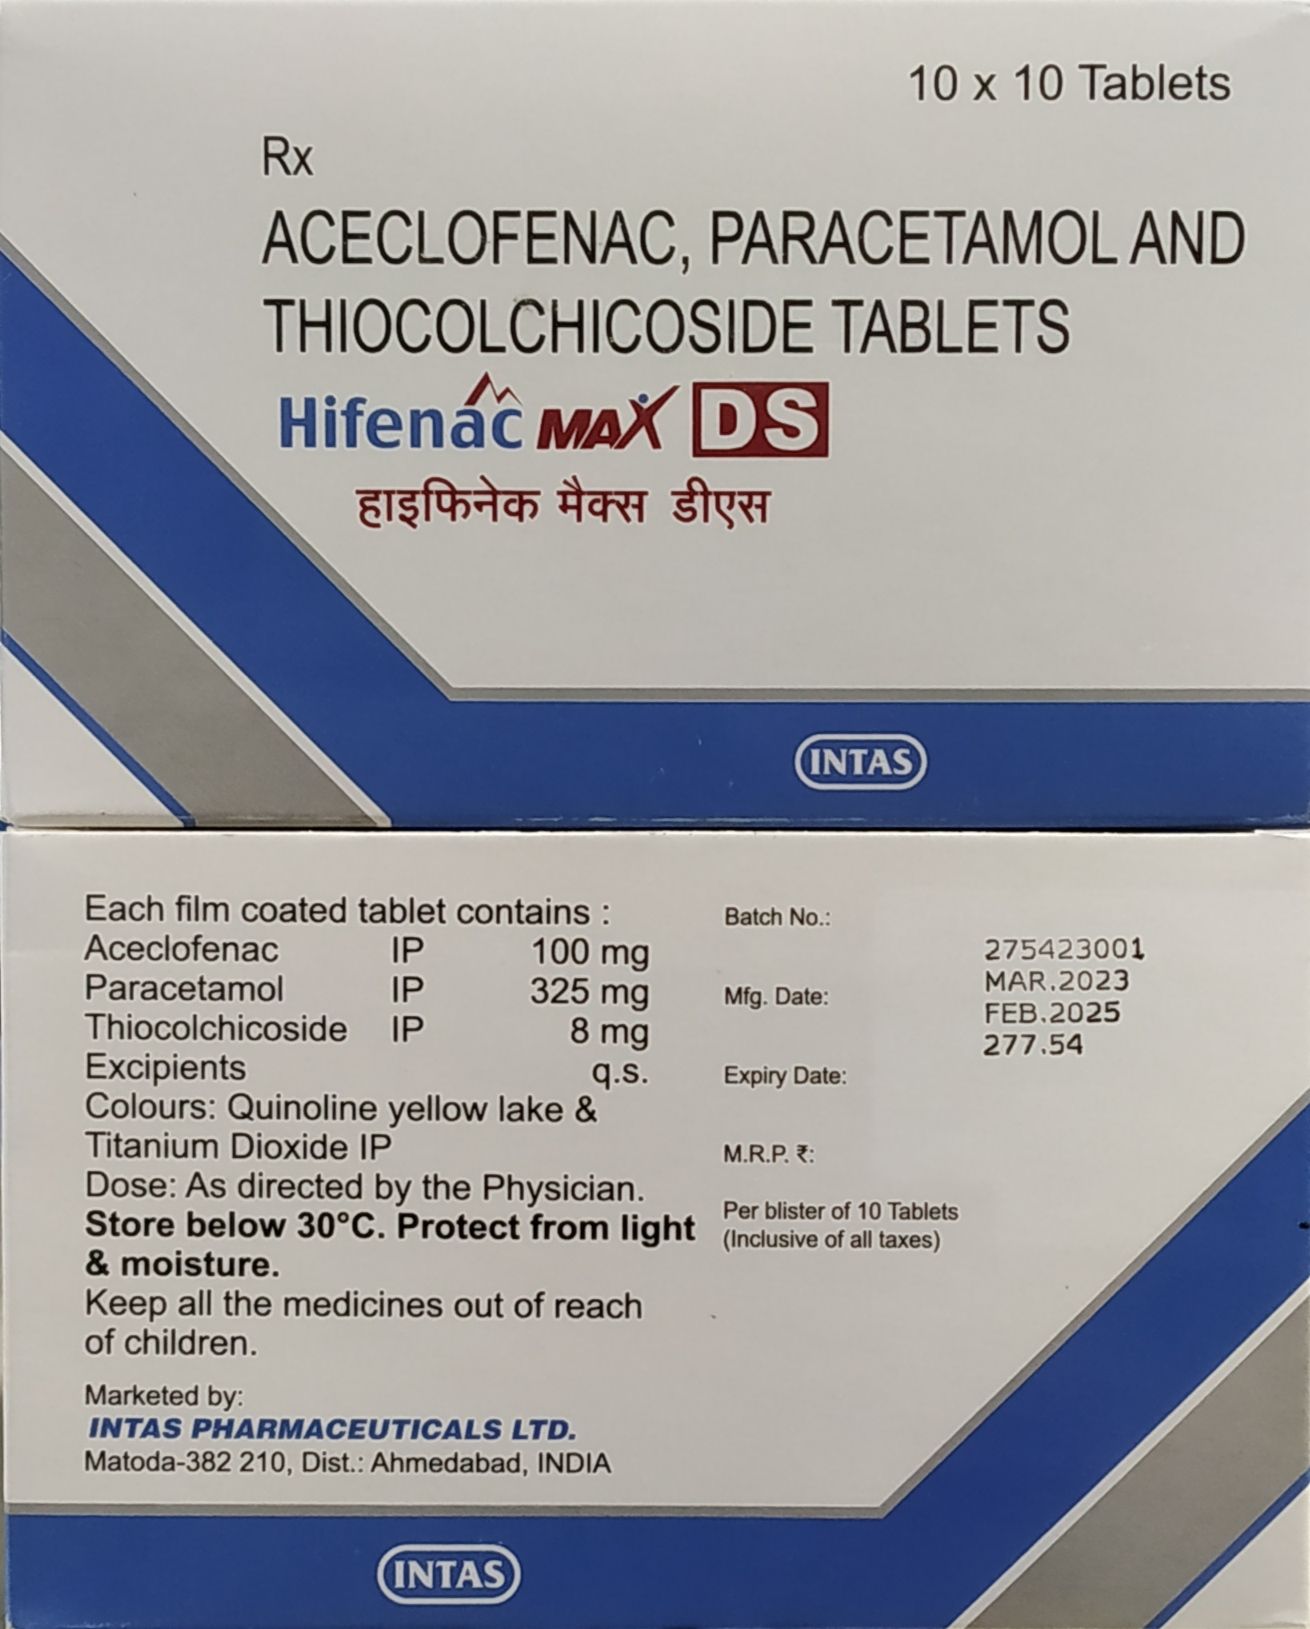 10 x 10 Tablets
Rx
ACECLOFENAC, PARACETAMOL AND
THIOCOLCHICOSIDE TABLETS
Hifenac MAX DS
हाइफिनेक मैक्स डीएस
INTAS
Each film coated tablet contains :
Aceclofenac IP 100 mg
Paracetamol IP 325 mg
Thiocolchicoside IP 8 mg
Excipients q.s.
Colours: Quinoline yellow lake &
Titanium Dioxide IP
Dose: As directed by the Physician.
Store below 30°C. Protect from light
& moisture.
Keep all the medicines out of reach
of children.
Marketed by:
INTAS PHARMACEUTICALS LTD.
Matoda-382 210, Dist.: Ahmedabad, INDIA
Batch No.:
Mfg. Date:
Expiry Date:
M.R.P. ₹:
Per blister of 10 Tablets
(Inclusive of all taxes)
275423001
MAR.2023
FEB.2025
277.54
INTAS